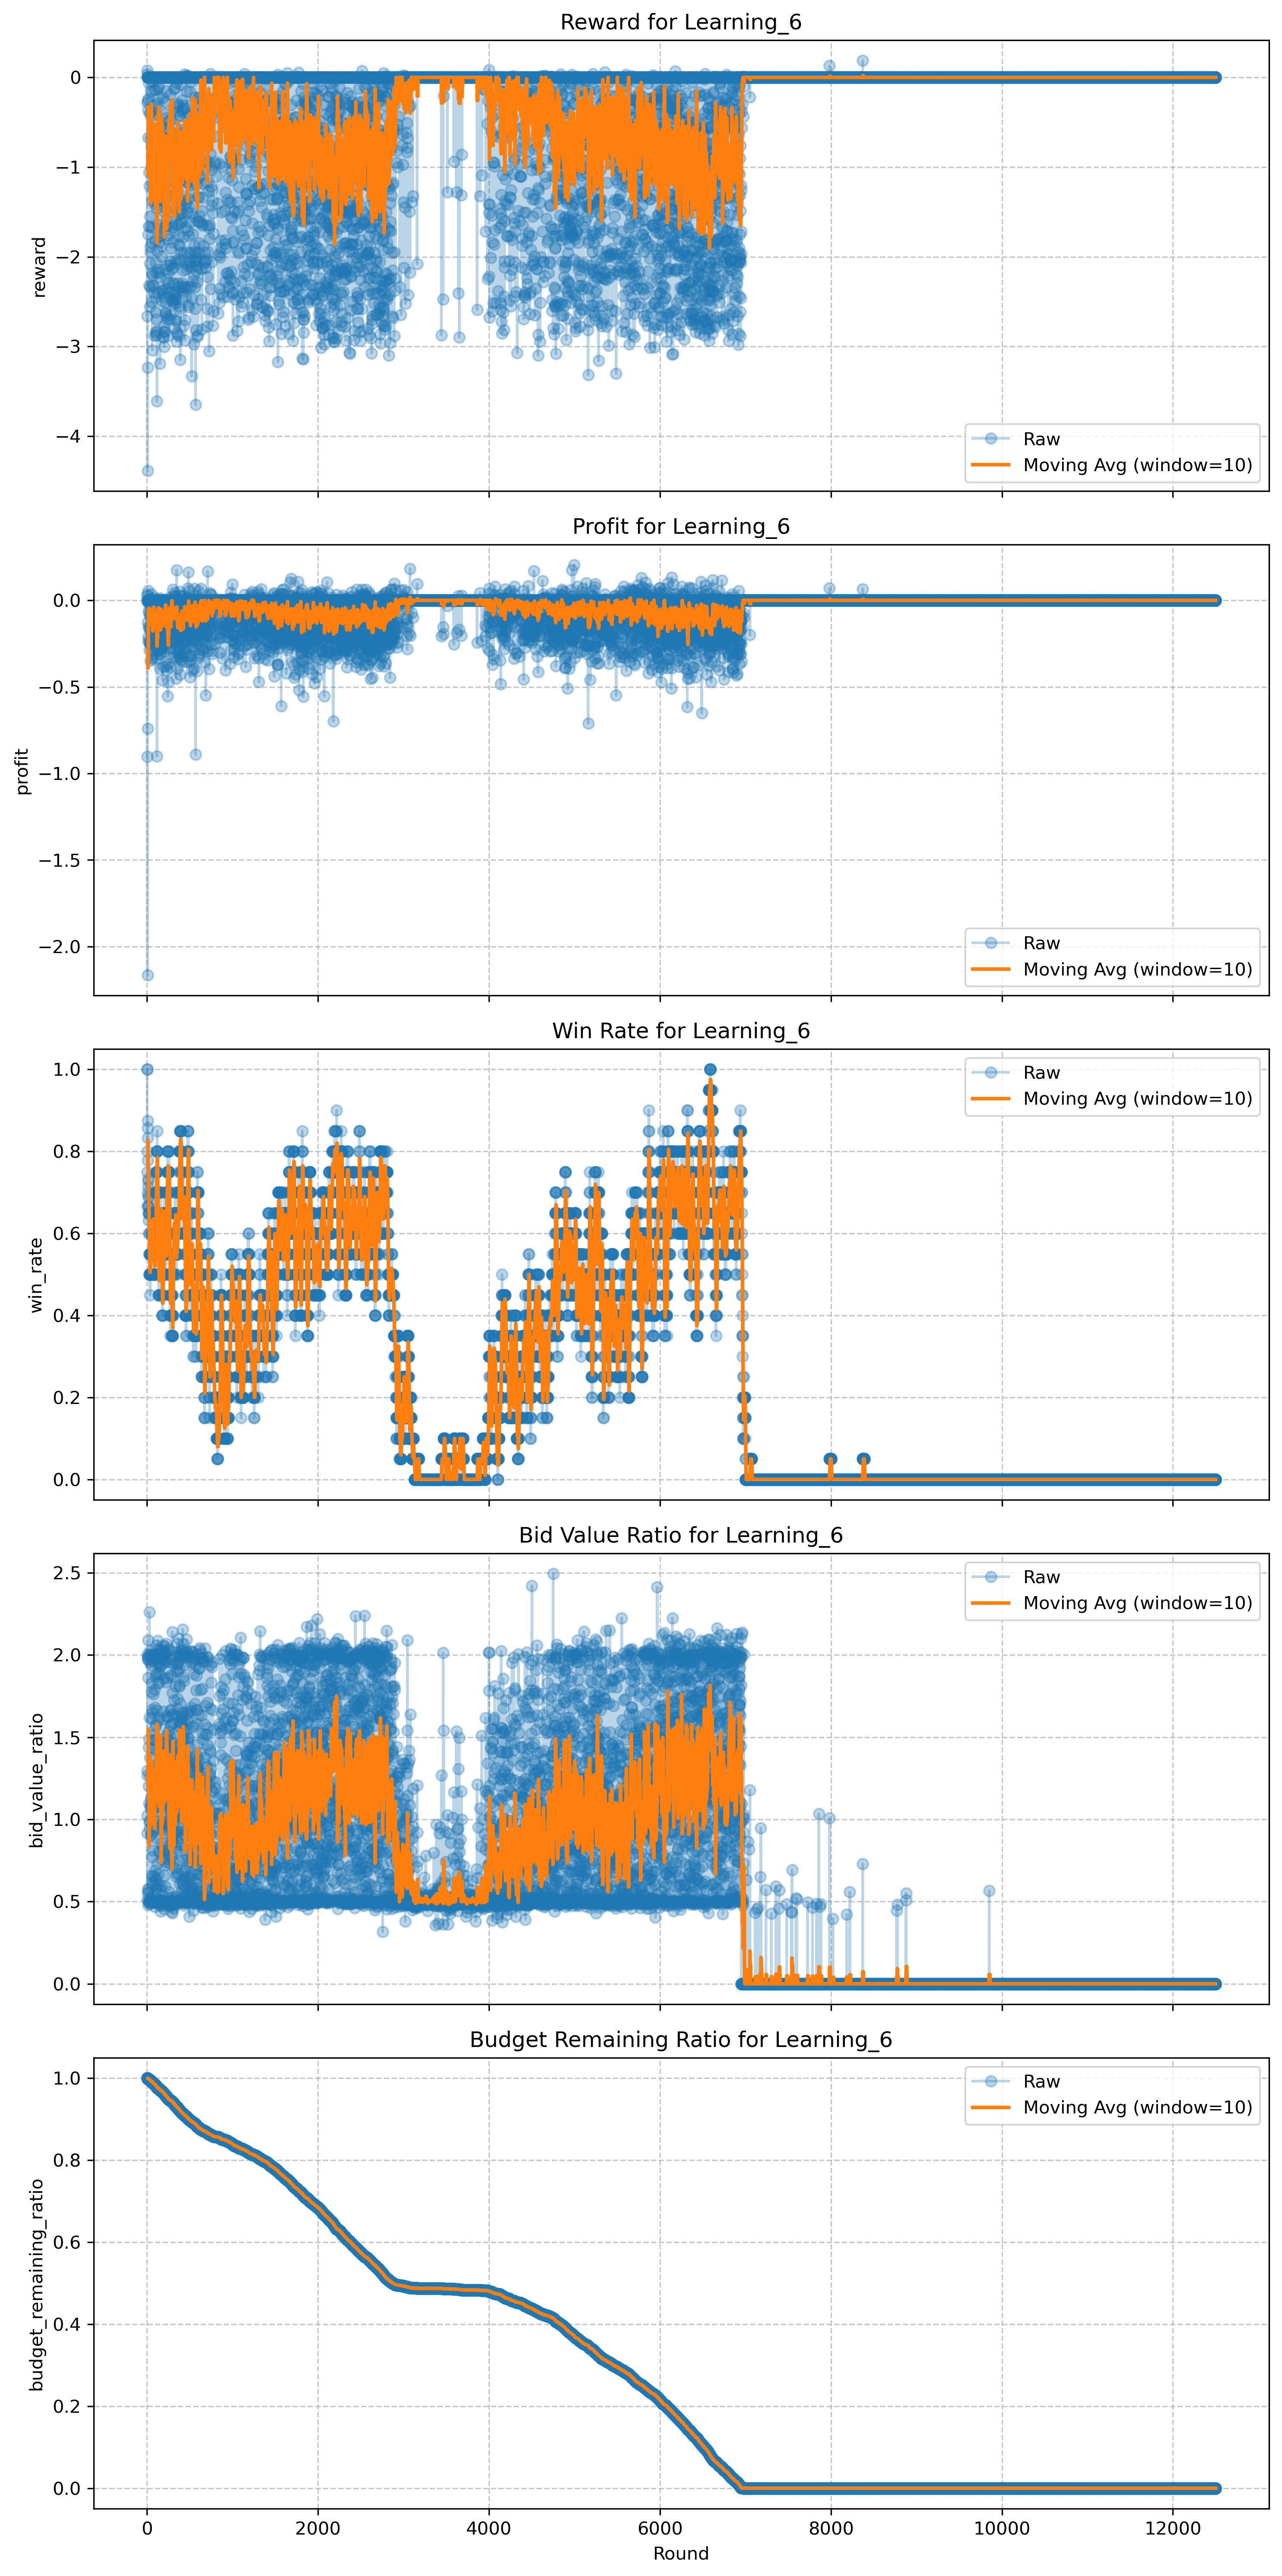 Reward for Learning_6
reward
0
−1
−2
−3
−4
Raw
Moving Avg (window=10)
Profit for Learning_6
profit
0.0
−0.5
−1.0
−1.5
−2.0
Raw
Moving Avg (window=10)
Win Rate for Learning_6
win_rate
1.0
0.8
0.6
0.4
0.2
0.0
Raw
Moving Avg (window=10)
Bid Value Ratio for Learning_6
bid_value_ratio
2.5
2.0
1.5
1.0
0.5
0.0
Raw
Moving Avg (window=10)
Budget Remaining Ratio for Learning_6
budget_remaining_ratio
1.0
0.8
0.6
0.4
0.2
0.0
Raw
Moving Avg (window=10)
0 2000 4000 6000 8000 10000 12000
Round